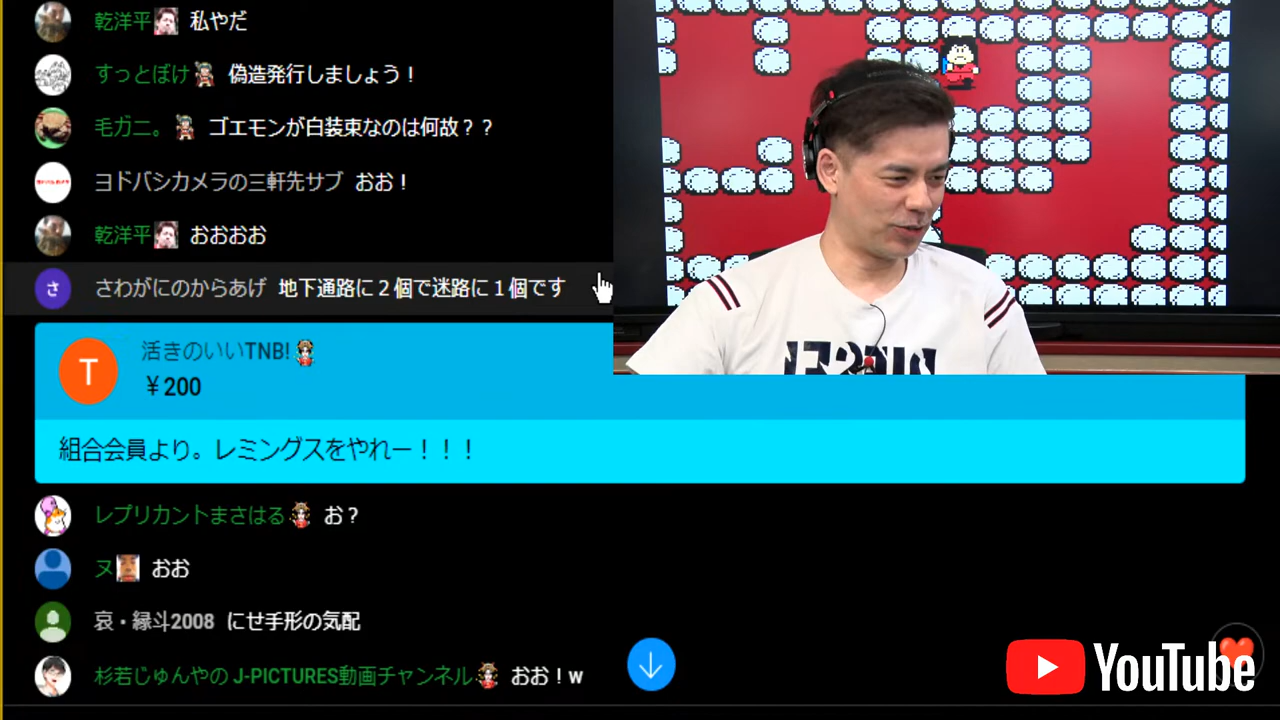 乾洋平 私やだ
すっとぼけ 偽造発行しましょう！
毛ガニ。 ゴエモンが白装束なのは何故？？
ヨドバシカメラの三軒先サブ おお！
乾洋平 おおおお
さ さわがにのからあげ 地下通路に２個で迷路に１個です
T 活きのいいTNB!
￥200
組合会員より。レミングスをやれー！！！
レプリカントまさはる お？
ヌ おお
哀・縁斗2008 にせ手形の気配
杉若じゅんやの J-PICTURES動画チャンネル おお！w
YouTube